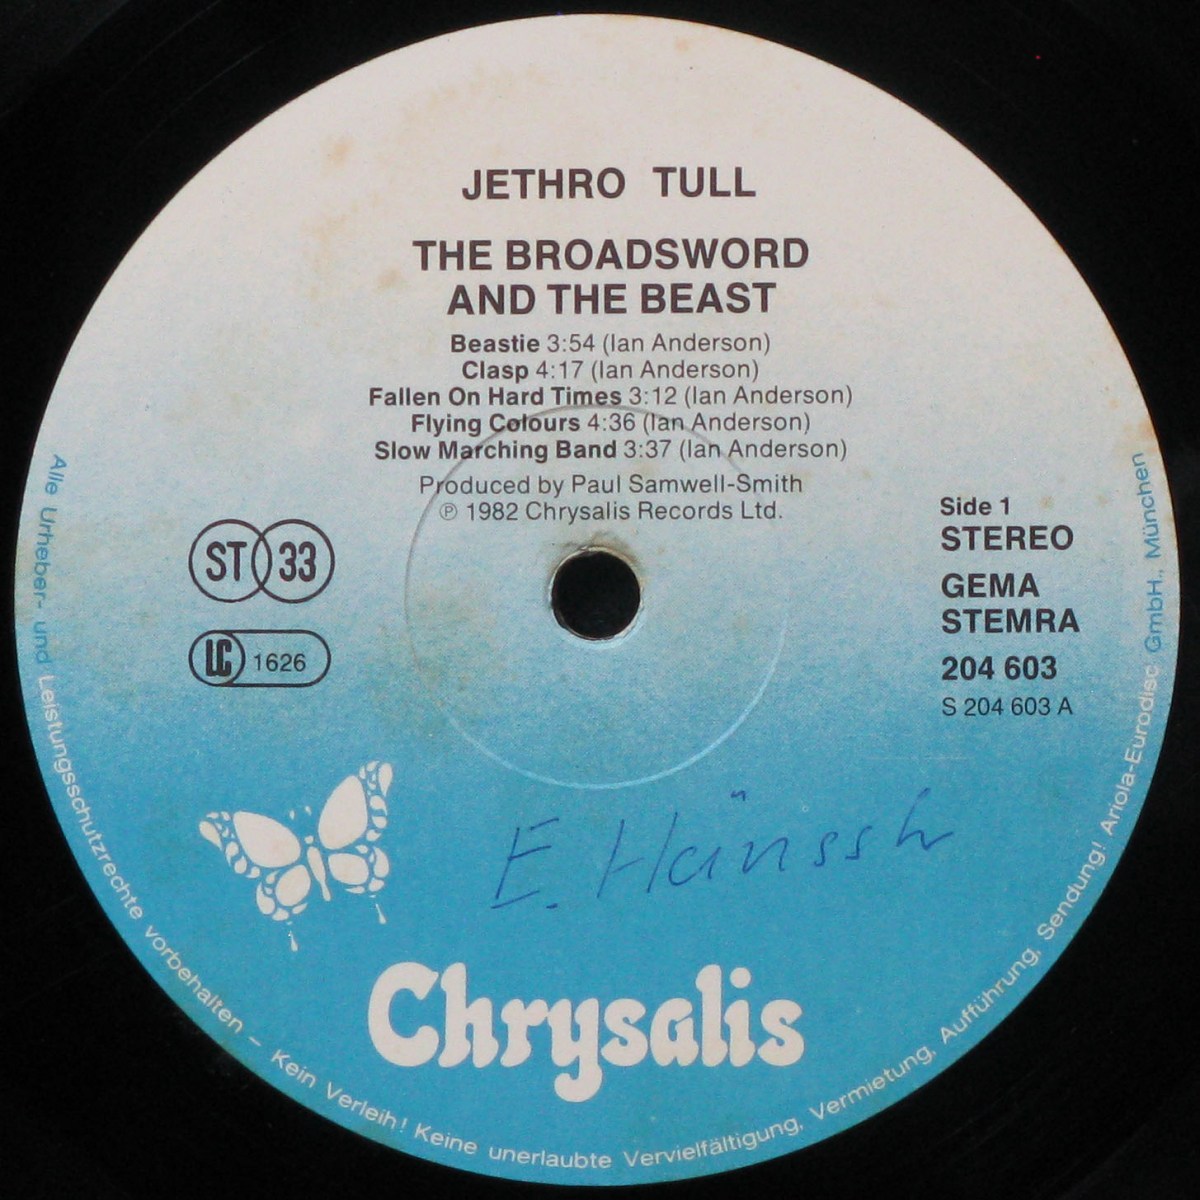 JETHRO TULL
THE BROADSWORD
AND THE BEAST
Beastie 3:54 (Ian Anderson)
Clasp 4:17 (Ian Anderson)
Fallen On Hard Times 3:12 (Ian Anderson)
Flying Colours 4:36 (Ian Anderson)
Slow Marching Band 3:37 (Ian Anderson)
Produced by Paul Samwell-Smith
℗ 1982 Chrysalis Records Ltd.
ST 33
LC 1626
Side 1
STEREO
GEMA
STEMRA
204 603
S 204 603 A
E.
Chrysalis
Alle Urheber- und Leistungsschutzrechte vorbehalten – Kein Verleih! Keine unerlaubte Vervielfältigung, Vermietung, Aufführung, Sendung! Ariola-Eurodisc GmbH., München